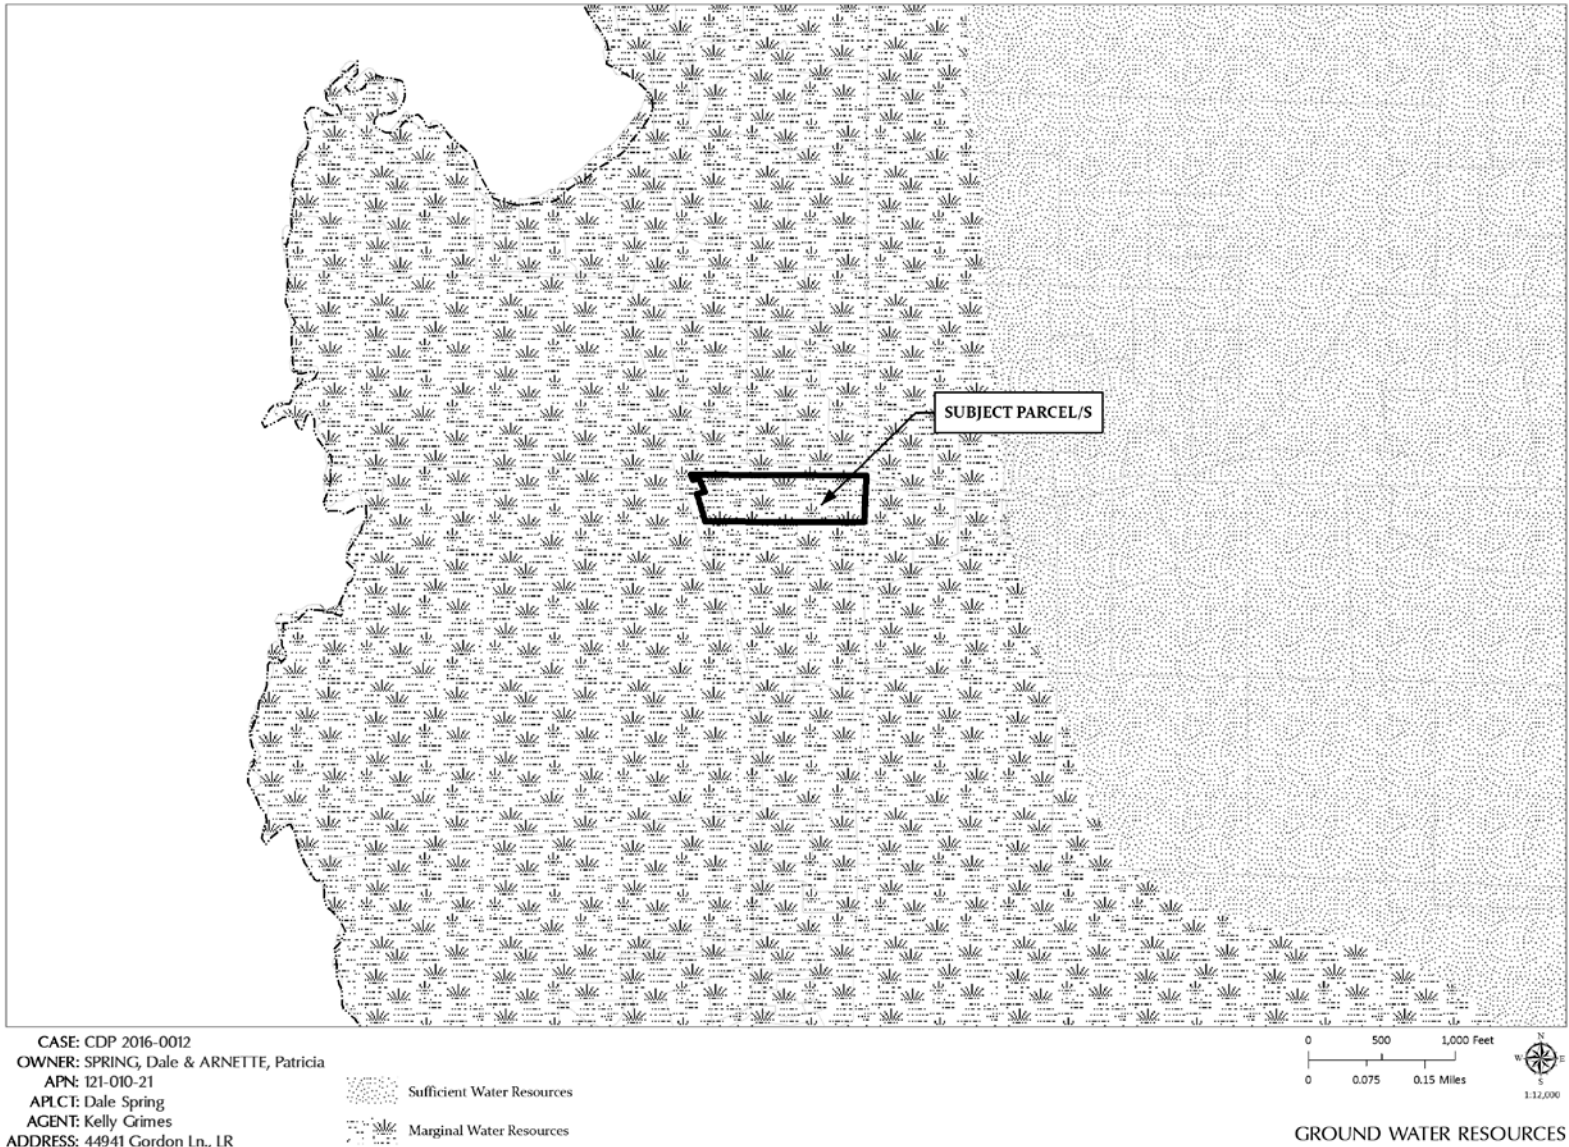 SUBJECT PARCEL/S
CASE: CDP 2016-0012
OWNER: SPRING, Dale & ARNETTE, Patricia
APN: 121-010-21
APLCT: Dale Spring
AGENT: Kelly Grimes
ADDRESS: 44941 Gordon Ln., LR
Sufficient Water Resources
Marginal Water Resources
0 500 1,000 Feet
0 0.075 0.15 Miles
N
W E
S
1:12,000
GROUND WATER RESOURCES